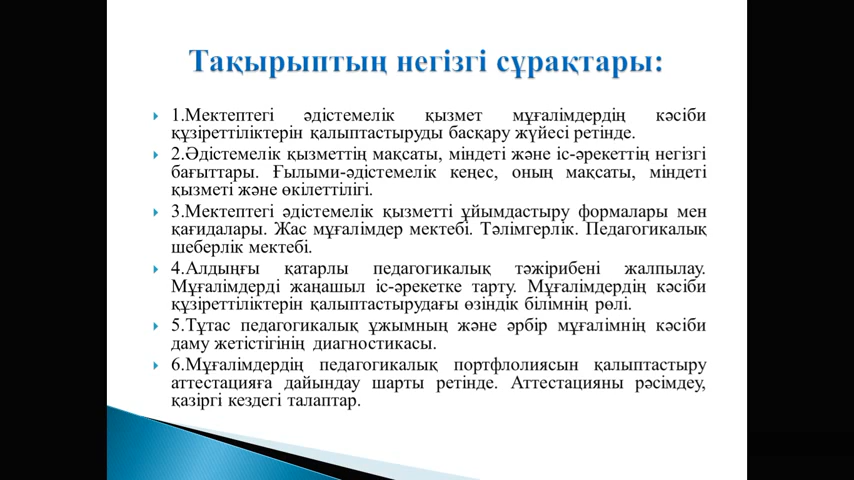 Тақырыптың негізгі сұрақтары:
1.Мектептегі әдістемелік қызмет мұғалімдердің кәсіби
құзіреттіліктерін қалыптастыруды басқару жүйесі ретінде.
2.Әдістемелік қызметтің мақсаты, міндеті және іс-әрекеттің негізгі
бағыттары. Ғылыми-әдістемелік кеңес, оның мақсаты, міндеті
қызметі және өкілеттілігі.
3.Мектептегі әдістемелік қызметті ұйымдастыру формалары мен
қағидалары. Жас мұғалімдер мектебі. Тәлімгерлік. Педагогикалық
шеберлік мектебі.
4.Алдыңғы қатарлы педагогикалық тәжірибені жалпылау.
Мұғалімдерді жаңашыл іс-әрекетке тарту. Мұғалімдердің кәсіби
құзіреттіліктерін қалыптастырудағы өзіндік білімнің рөлі.
5.Тұтас педагогикалық ұжымның және әрбір мұғалімнің кәсіби
даму жетістігінің диагностикасы.
6.Мұғалімдердің педагогикалық портфлолиясын қалыптастыру
аттестацияға дайындау шарты ретінде. Аттестацияны рәсімдеу,
қазіргі кездегі талаптар.